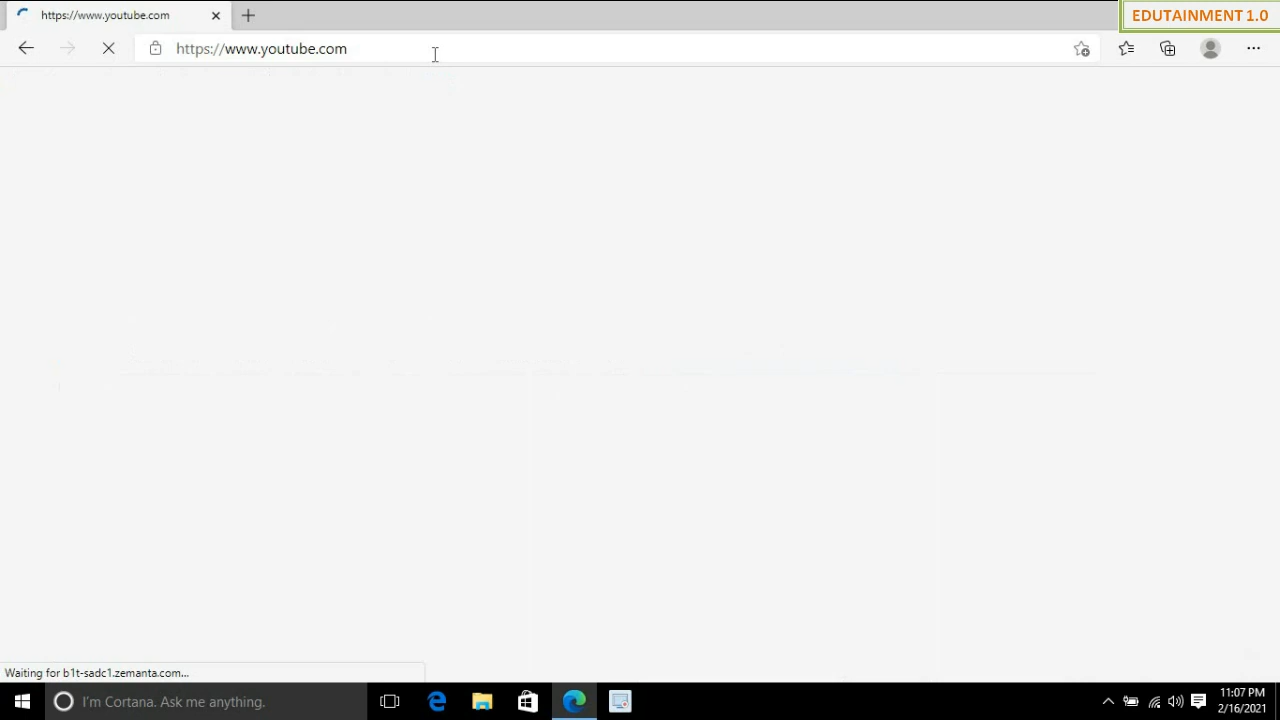 https://www.youtube.com
EDUTAINMENT 1.0
https://www.youtube.com
Waiting for b1t-sadc1.zemanta.com...
I'm Cortana. Ask me anything.
11:07 PM
2/16/2021